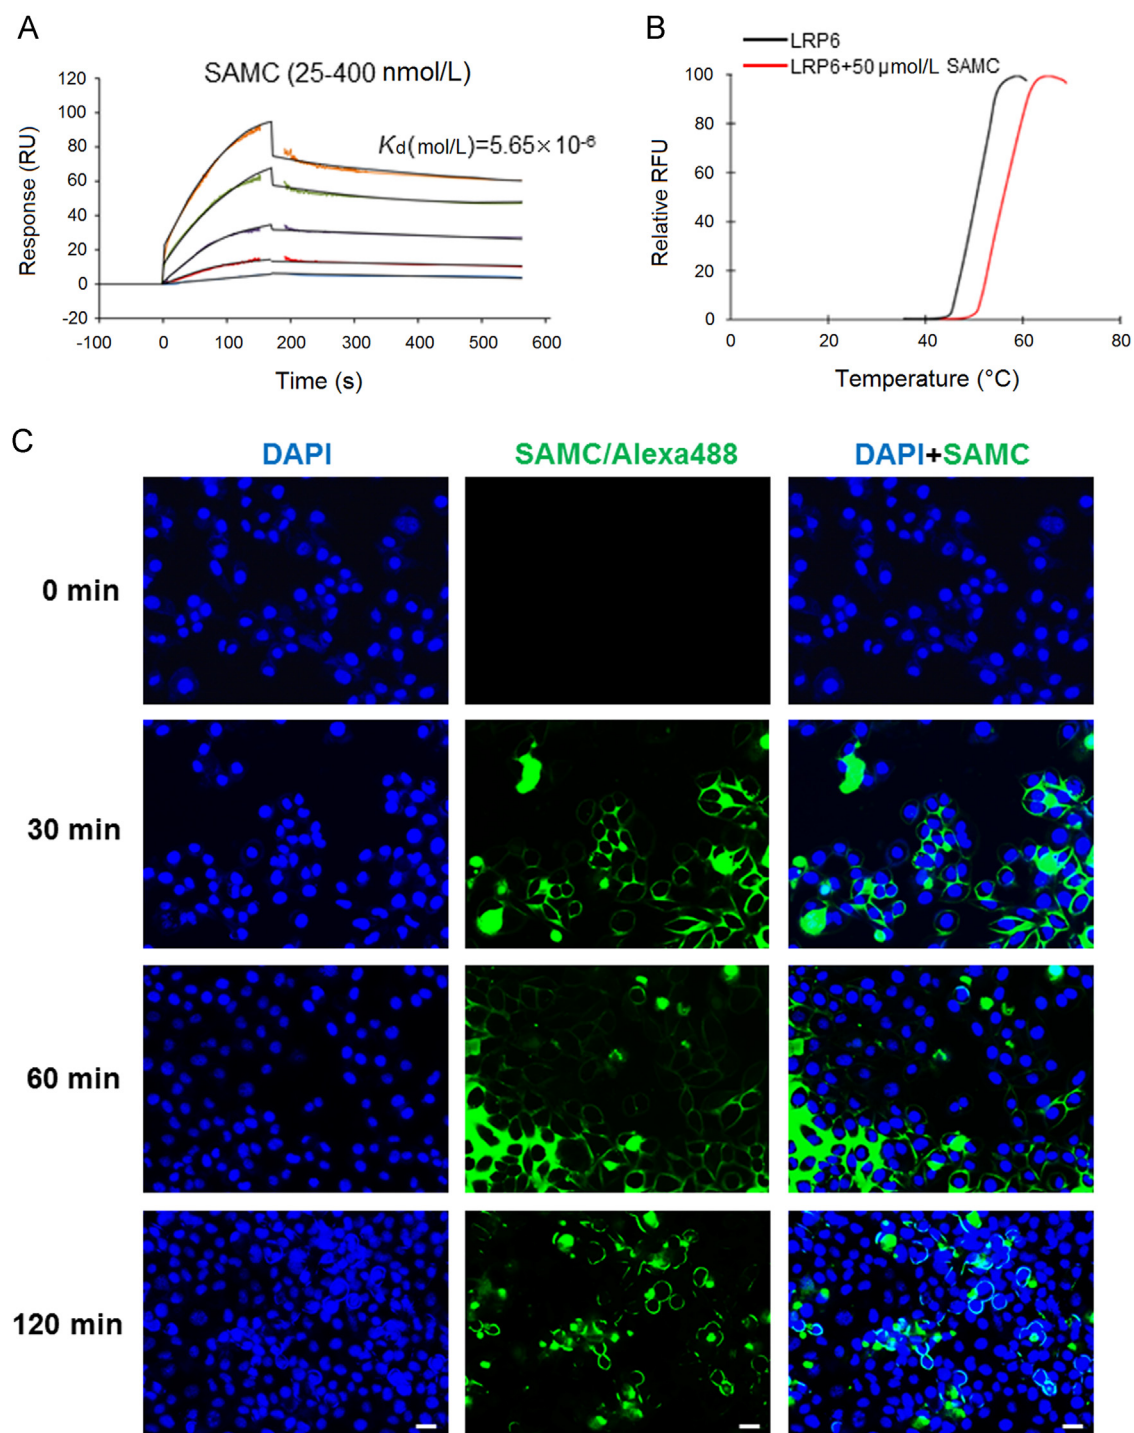 A
SAMC (25-400 nmol/L)
Kd(mol/L)=5.65×10-6
120
100
80
60
40
20
0
-20
Response (RU)
-100 0 100 200 300 400 500 600
Time (s)
B
LRP6
LRP6+50 μmol/L SAMC
100
80
60
40
20
0
Relative RFU
0 20 40 60 80
Temperature (°C)
C
DAPI SAMC/Alexa488 DAPI+SAMC
0 min
30 min
60 min
120 min